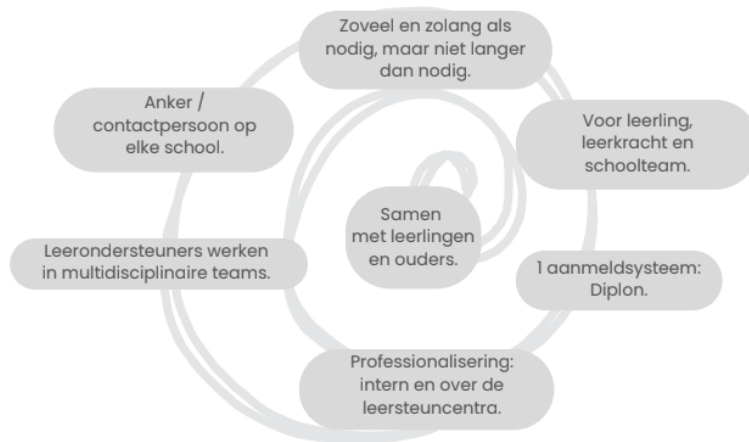 Zoveel en zolang als
nodig, maar niet langer
dan nodig.
Anker /
contactpersoon op
elke school.
Voor leerling,
leerkracht en
schoolteam.
Samen
met leerlingen
en ouders.
Leerondersteuners werken
in multidisciplinaire teams.
1 aanmeldsysteem:
Diplon.
Professionalisering:
intern en over de
leersteuncentra.